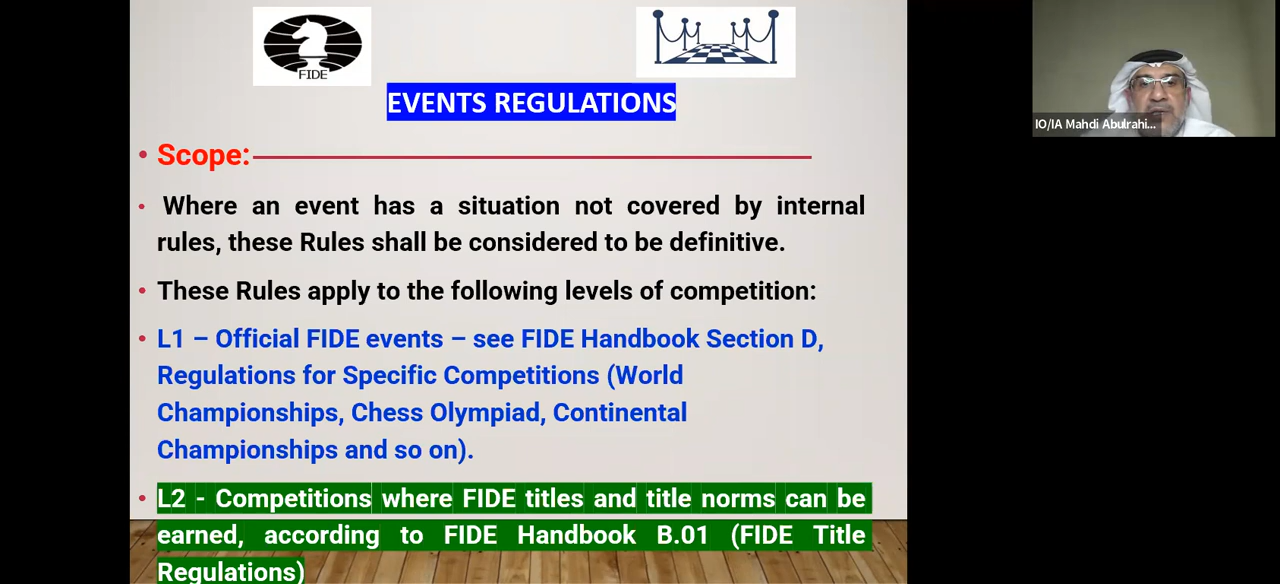 FIDE
EVENTS REGULATIONS
• Scope:
• Where an event has a situation not covered by internal
rules, these Rules shall be considered to be definitive.
• These Rules apply to the following levels of competition:
• L1 – Official FIDE events – see FIDE Handbook Section D,
Regulations for Specific Competitions (World
Championships, Chess Olympiad, Continental
Championships and so on).
• L2 - Competitions where FIDE titles and title norms can be
earned, according to FIDE Handbook B.01 (FIDE Title
Regulations)
IO/IA Mahdi Abulrahi...